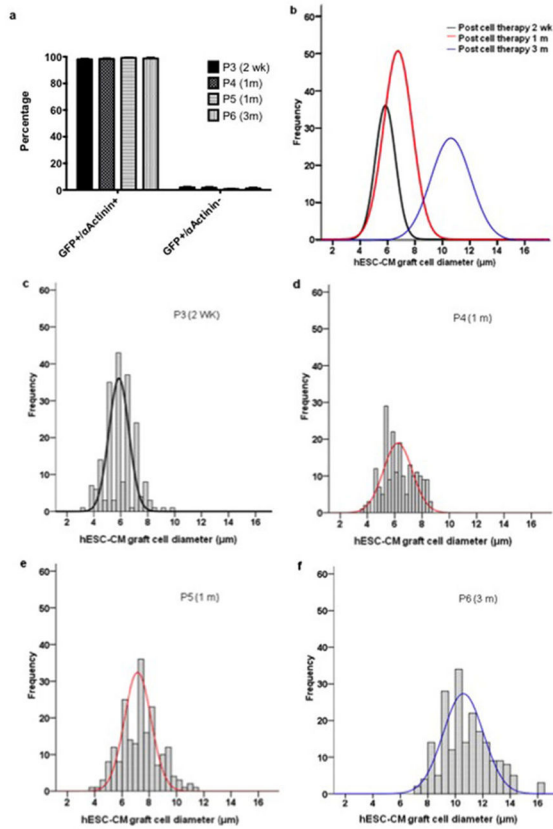 a
Percentage
100
80
60
40
20
0
P3 (2 wk)
P4 (1m)
P5 (1m)
P6 (3m)
GFP+/αActinin+
GFP+/αActinin-
b
Post cell therapy 2 wk
Post cell therapy 1 m
Post cell therapy 3 m
Frequency
60
50
40
30
20
10
0
2 4 6 8 10 12 14 16
hESC-CM graft cell diameter (µm)
c
P3 (2 WK)
Frequency
60
50
40
30
20
10
0
2 4 6 8 10 12 14 16
hESC-CM graft cell diameter (µm)
d
P4 (1 m)
Frequency
60
50
40
30
20
10
0
2 4 6 8 10 12 14 16
hESC-CM graft cell diameter (µm)
e
P5 (1 m)
Frequency
60
50
40
30
20
10
0
2 4 6 8 10 12 14 16
hESC-CM graft cell diameter (µm)
f
P6 (3 m)
Frequency
60
50
40
30
20
10
0
2 4 6 8 10 12 14 16
hESC-CM graft cell diameter (µm)